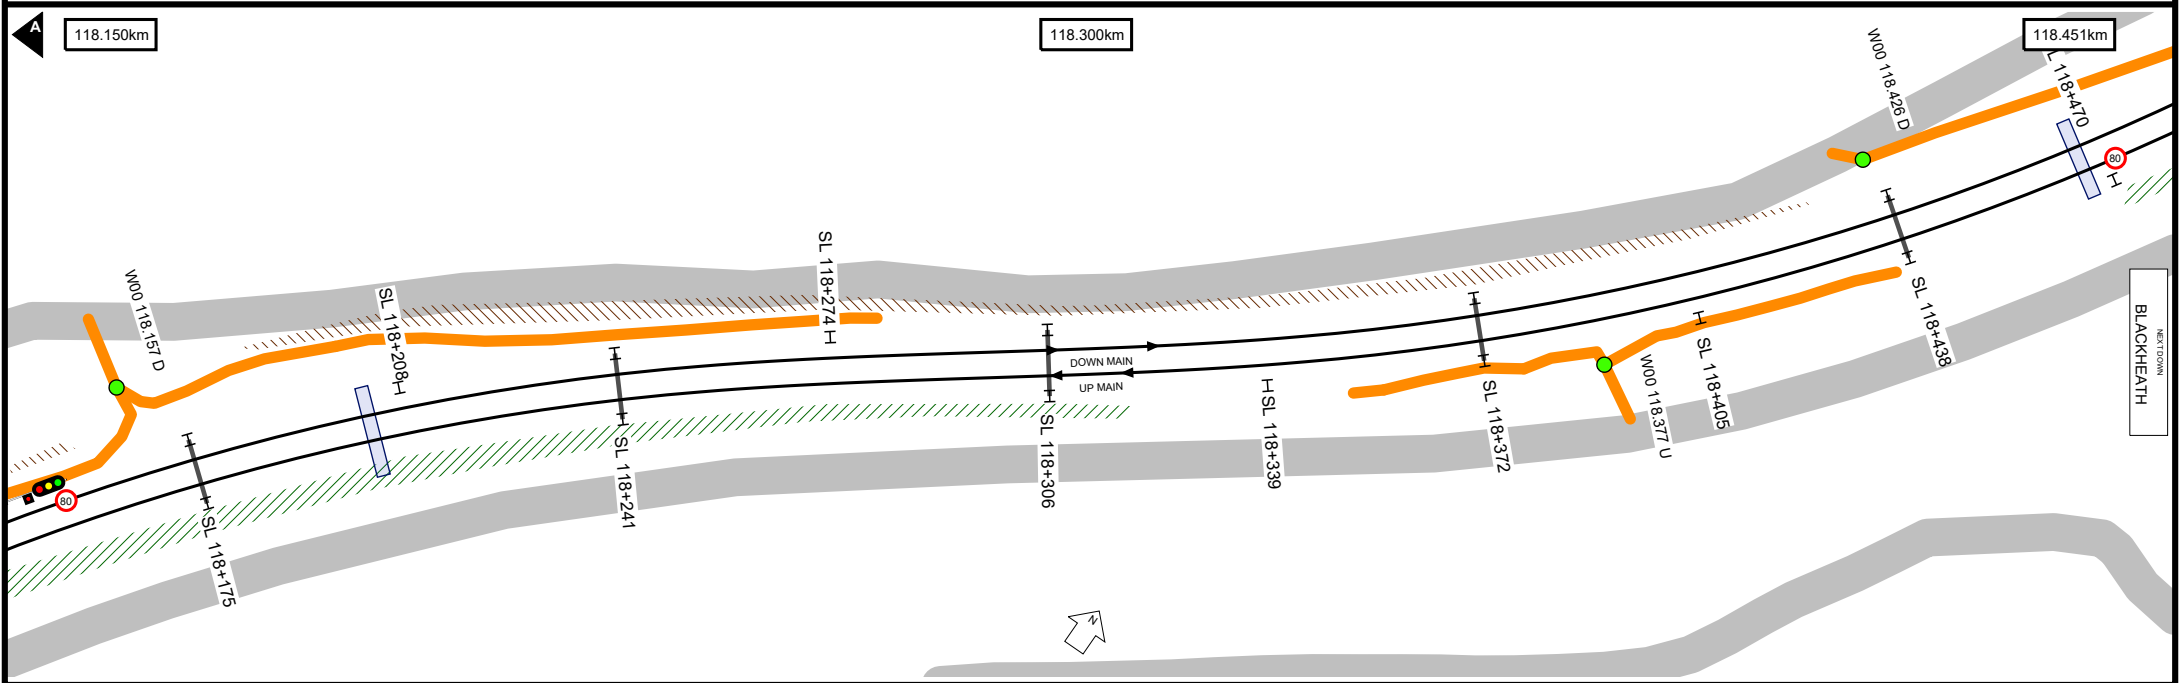 A
118.150km
118.300km
118.451km
W00 118.426 D
L 118+470
80
W00 118.157 D
SL 118+208
SL 118+274
DOWN MAIN
UP MAIN
80
SL 118+175
SL 118+241
SL 118+306
SL 118+339
SL 118+372
W00 118.377 U
SL 118+405
SL 118+438
NEXT DOWN
BLACKHEATH
N